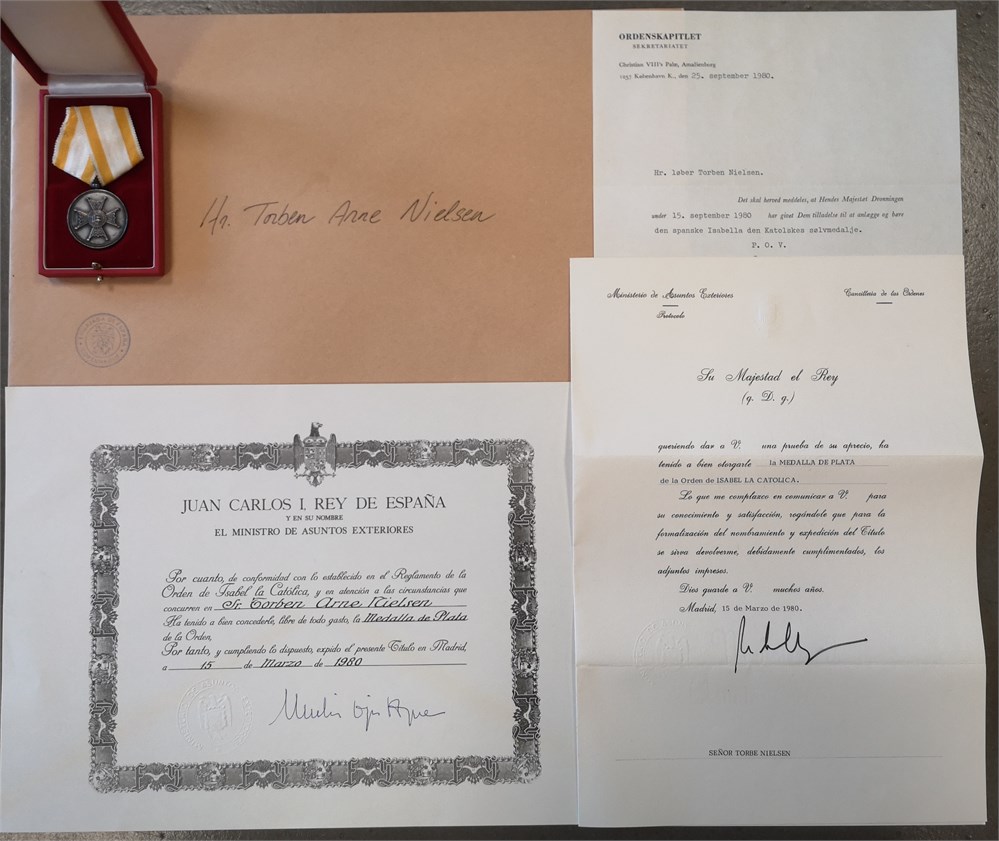 Hr. Torben Arne Nielsen
ORDENSKAPITLET
SEKRETARIATET
Christian VIII's Palæ, Amalienborg
1257 København K., den 25. september 1980.
Hr. løber Torben Nielsen.
Det skal herved meddeles, at Hendes Majestæt Dronningen
under 15. september 1980 har givet Dem tilladelse til at anlægge og bære
den spanske Isabella den Katolskes sølvmedalje.
P. O. V.
JUAN CARLOS I, REY DE ESPAÑA
Y EN SU NOMBRE
EL MINISTRO DE ASUNTOS EXTERIORES
Por cuanto, de conformidad con lo establecido en el Reglamento de la
Orden de Isabel la Católica, y en atención a las circunstancias que
concurren en Sr. Torben Arne Nielsen
Ha tenido a bien concederle, libre de todo gasto, la Medalla de Plata
de la Orden,
Por tanto, y cumpliendo lo dispuesto, expido el presente Título en Madrid,
a 15 de Marzo de 1980
Ministerio de Asuntos Exteriores
Protocolo
Cancillería de las Ordenes
Su Majestad el Rey
(q. D. g.)
queriendo dar a V. una prueba de su aprecio, ha
tenido a bien otorgarle la MEDALLA DE PLATA
de la Orden de ISABEL LA CATOLICA.
Lo que me complazco en comunicar a V. para
su conocimiento y satisfacción, rogándole que para la
formalización del nombramiento y expedición del Título
se sirva devolverme, debidamente cumplimentados, los
adjuntos impresos.
Dios guarde a V. muchos años.
Madrid, 15 de Marzo de 1980.
SEÑOR TORBE NIELSEN